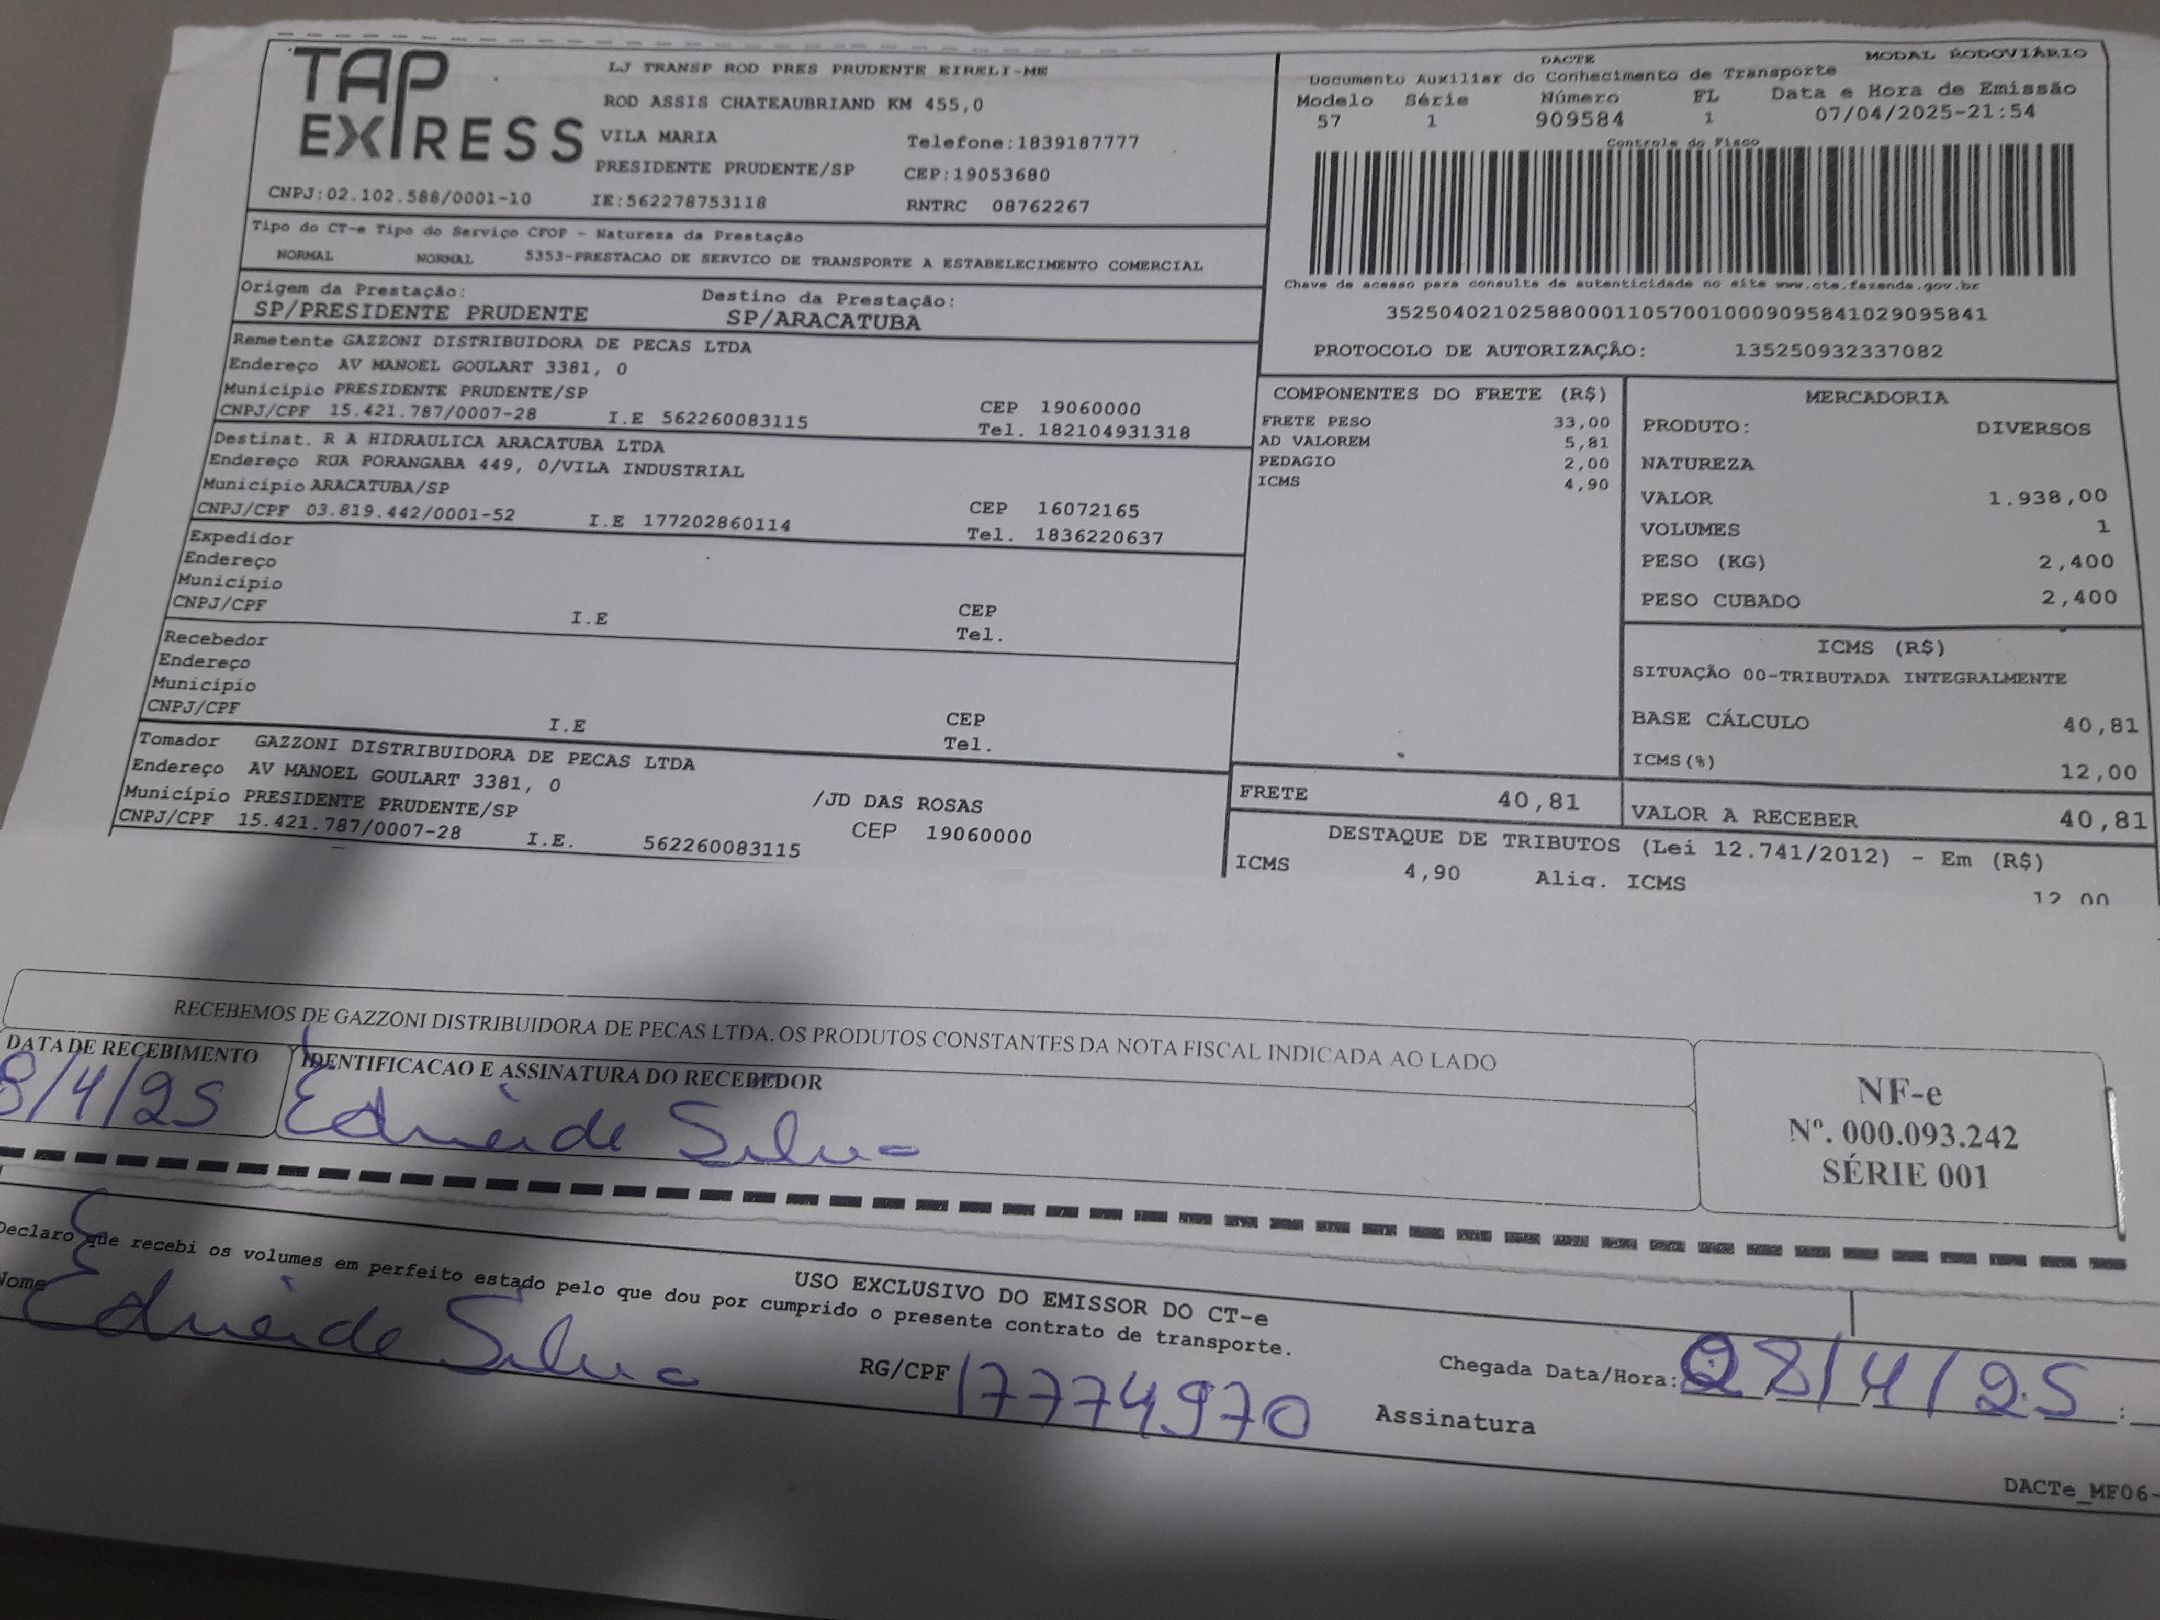 TAP EXPRESS
LJ TRANSP ROD PRES PRUDENTE EIRELI-ME
ROD ASSIS CHATEAUBRIAND KM 455,0
VILA MARIA Telefone:1839187777
PRESIDENTE PRUDENTE/SP CEP:19053680
CNPJ:02.102.588/0001-10 IE:562278753118 RNTRC 08762267
Tipo do CT-e Tipo do Serviço CFOP - Natureza da Prestação
NORMAL NORMAL 5353-PRESTACAO DE SERVICO DE TRANSPORTE A ESTABELECIMENTO COMERCIAL
Origem da Prestação: Destino da Prestação:
SP/PRESIDENTE PRUDENTE SP/ARACATUBA
Remetente GAZZONI DISTRIBUIDORA DE PECAS LTDA
Endereço AV MANOEL GOULART 3381, 0
Município PRESIDENTE PRUDENTE/SP CEP 19060000
CNPJ/CPF 15.421.787/0007-28 I.E 562260083115 Tel. 182104931318
Destinat. R A HIDRAULICA ARACATUBA LTDA
Endereço RUA PORANGABA 449, 0/VILA INDUSTRIAL
Município ARACATUBA/SP CEP 16072165
CNPJ/CPF 03.819.442/0001-52 I.E 177202860114 Tel. 1836220637
Expedidor
Endereço
Município CEP
CNPJ/CPF I.E Tel.
Recebedor
Endereço
Município CEP
CNPJ/CPF I.E Tel.
Tomador GAZZONI DISTRIBUIDORA DE PECAS LTDA
Endereço AV MANOEL GOULART 3381, 0 /JD DAS ROSAS
Município PRESIDENTE PRUDENTE/SP CEP 19060000
CNPJ/CPF 15.421.787/0007-28 I.E. 562260083115
DACTE MODAL RODOVIÁRIO
Documento Auxiliar do Conhecimento de Transporte
Modelo Série Número FL Data e Hora de Emissão
57 1 909584 1 07/04/2025-21:54
Controle do Fisco
Chave de acesso para consulta de autenticidade no site www.cte.fazenda.gov.br
35250402102588000110570010009095841029095841
PROTOCOLO DE AUTORIZAÇÃO: 135250932337082
COMPONENTES DO FRETE (R$)
FRETE PESO 33,00
AD VALOREM 5,81
PEDAGIO 2,00
ICMS 4,90
FRETE 40,81
MERCADORIA
PRODUTO: DIVERSOS
NATUREZA
VALOR 1.938,00
VOLUMES 1
PESO (KG) 2,400
PESO CUBADO 2,400
ICMS (R$)
SITUAÇÃO 00-TRIBUTADA INTEGRALMENTE
BASE CÁLCULO 40,81
ICMS(%) 12,00
VALOR A RECEBER 40,81
DESTAQUE DE TRIBUTOS (Lei 12.741/2012) - Em (R$)
ICMS 4,90 Aliq. ICMS 12,00
RECEBEMOS DE GAZZONI DISTRIBUIDORA DE PECAS LTDA. OS PRODUTOS CONSTANTES DA NOTA FISCAL INDICADA AO LADO
DATA DE RECEBIMENTO IDENTIFICACAO E ASSINATURA DO RECEBEDOR
8/4/25 Silva
NF-e
Nº. 000.093.242
SÉRIE 001
USO EXCLUSIVO DO EMISSOR DO CT-e
Declaro que recebi os volumes em perfeito estado pelo que dou por cumprido o presente contrato de transporte.
Nome Silva RG/CPF 17774970 Chegada Data/Hora: 8/4/25 :
Assinatura
DACTe_MF06-